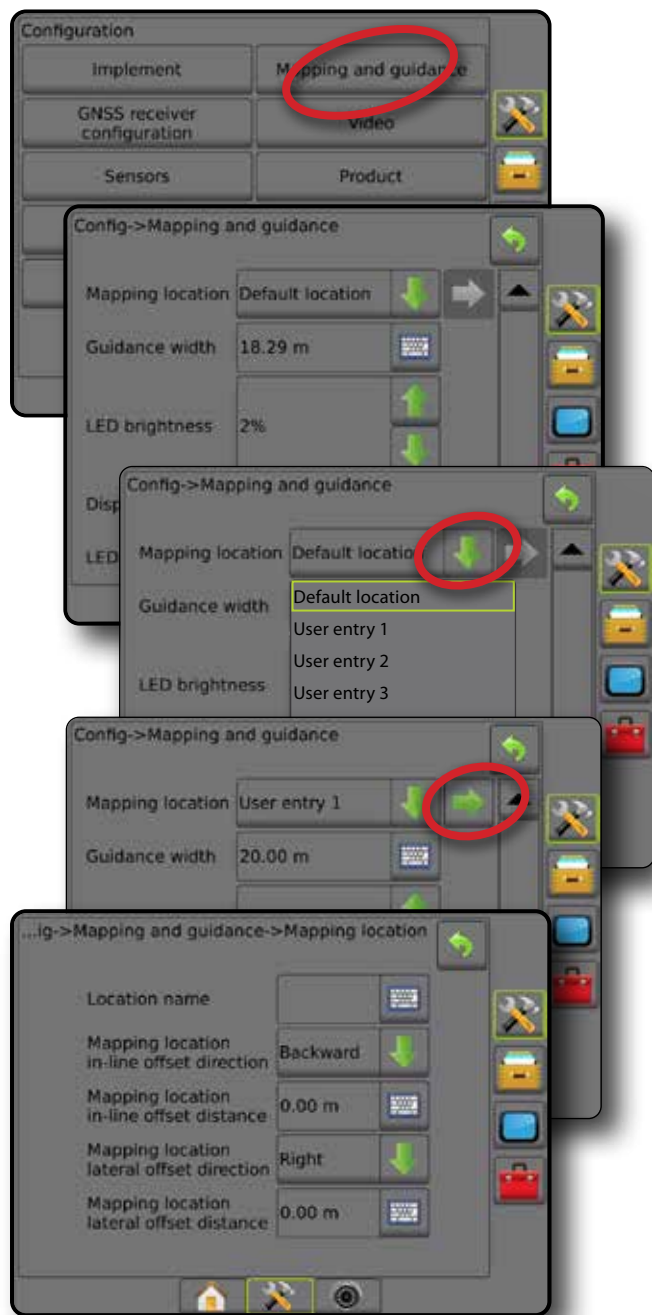 Configuration
Implement
Mapping and guidance
GNSS receiver
configuration
Video
Sensors
Product
Config->Mapping and guidance
Mapping location
Default location
Guidance width
18.29 m
LED brightness
2%
Disp
LED
Config->Mapping and guidance
Mapping location
Default location
Guidance width
Default location
User entry 1
User entry 2
LED brightness
User entry 3
Config->Mapping and guidance
Mapping location
User entry 1
Guidance width
20.00 m
...ig->Mapping and guidance->Mapping location
Location name
Mapping location
in-line offset direction
Backward
Mapping location
in-line offset distance
0.00 m
Mapping location
lateral offset direction
Right
Mapping location
lateral offset distance
0.00 m